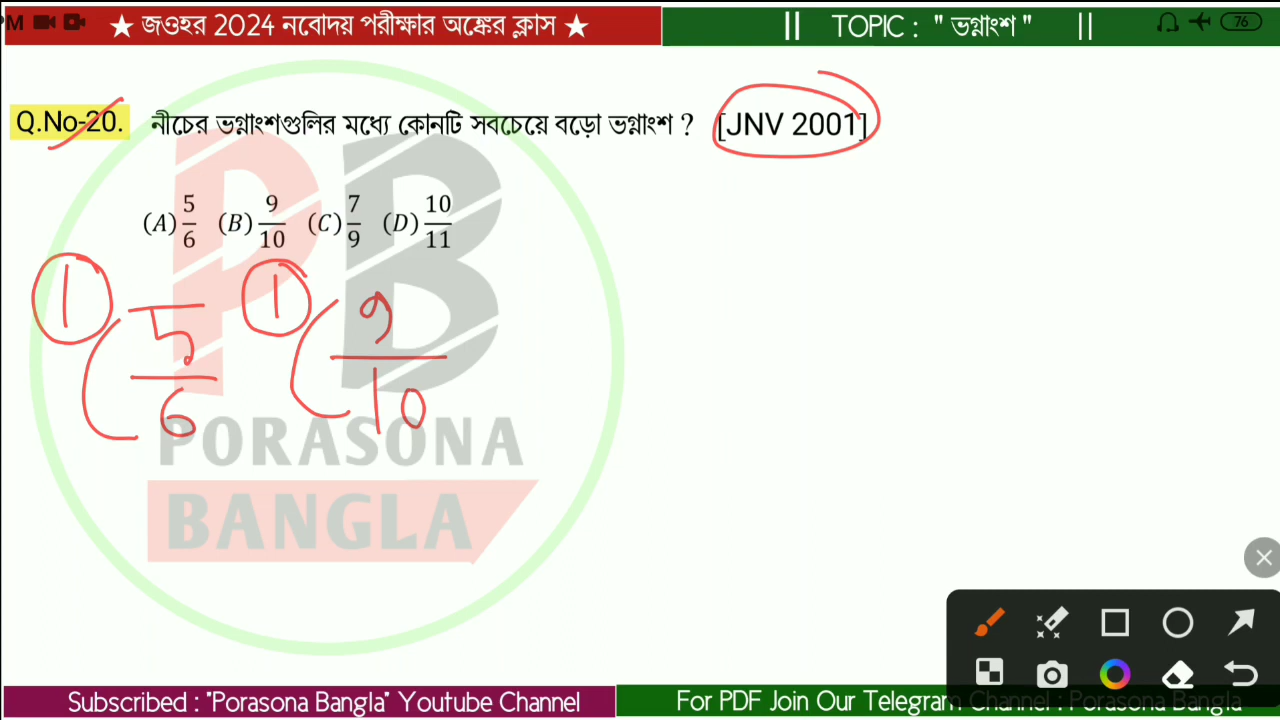 PM 76
★ জওহর 2024 নবোদয় পরীক্ষার অঙ্কের ক্লাস ★ || TOPIC : " ভগ্নাংশ " ||
Q.No-20. নীচের ভগ্নাংশগুলির মধ্যে কোনটি সবচেয়ে বড়ো ভগ্নাংশ ? [JNV 2001]
(A) 5/6 (B) 9/10 (C) 7/9 (D) 10/11
1 5/6 1 9/10
PB
PORASONA
BANGLA
Subscribed : "Porasona Bangla" Youtube Channel For PDF Join Our Telegram Channel : Porasona Bangla